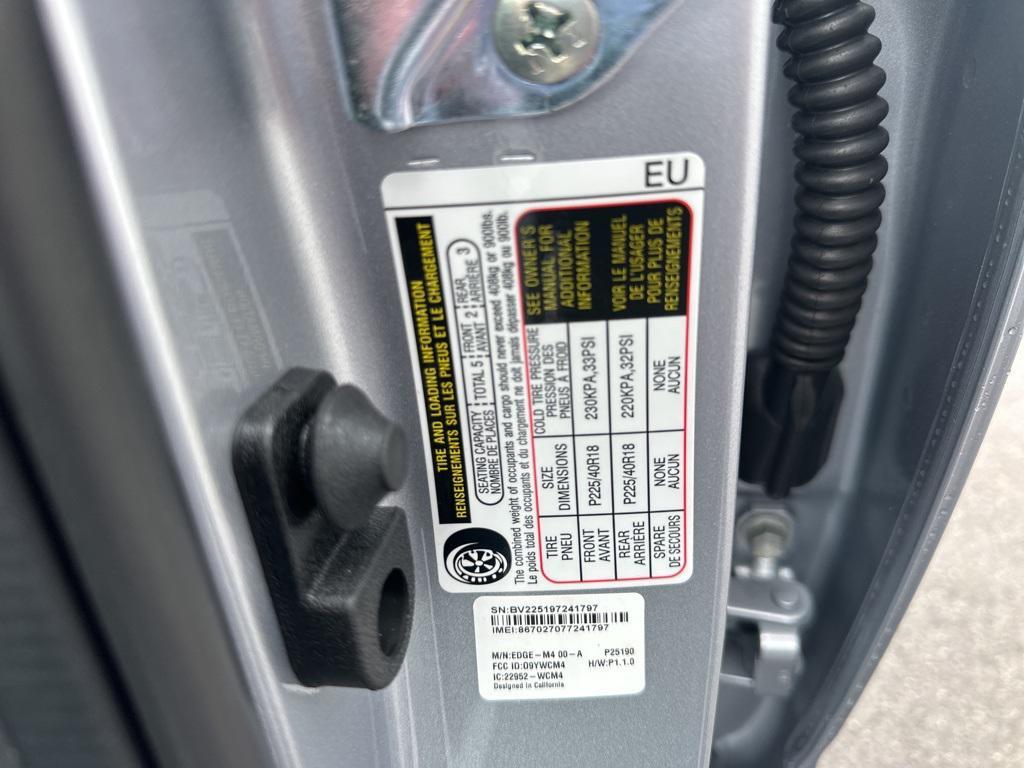 EU
TIRE AND LOADING INFORMATION
RENSEIGNEMENTS SUR LES PNEUS ET LE CHARGEMENT
SEATING CAPACITY TOTAL 5 FRONT 2 REAR 3
NOMBRE DE PLACES AVANT ARRIÈRE
The combined weight of occupants and cargo should never exceed 408kg or 900lbs.
Le poids total des occupants et du chargement ne doit jamais dépasser 408kg ou 900lb.
TIRE
PNEU
SIZE
DIMENSIONS
COLD TIRE PRESSURE
PRESSION DES
PNEUS À FROID
SEE OWNER'S
MANUAL FOR
ADDITIONAL
INFORMATION
FRONT
AVANT
P225/40R18
230KPA,33PSI
REAR
ARRIÈRE
P225/40R18
220KPA,32PSI
VOIR LE MANUEL
DE L'USAGER
POUR PLUS DE
REISEIGNEMENTS
SPARE
DE SECOURS
NONE
AUCUN
NONE
AUCUN
SN:BV225197241797
IMEI:867027077241797
M/N:EDGE-M4 00-A P25190
FCC ID:O9YWCM4 H/W:P1.1.0
IC:22952-WCM4
Designed in California